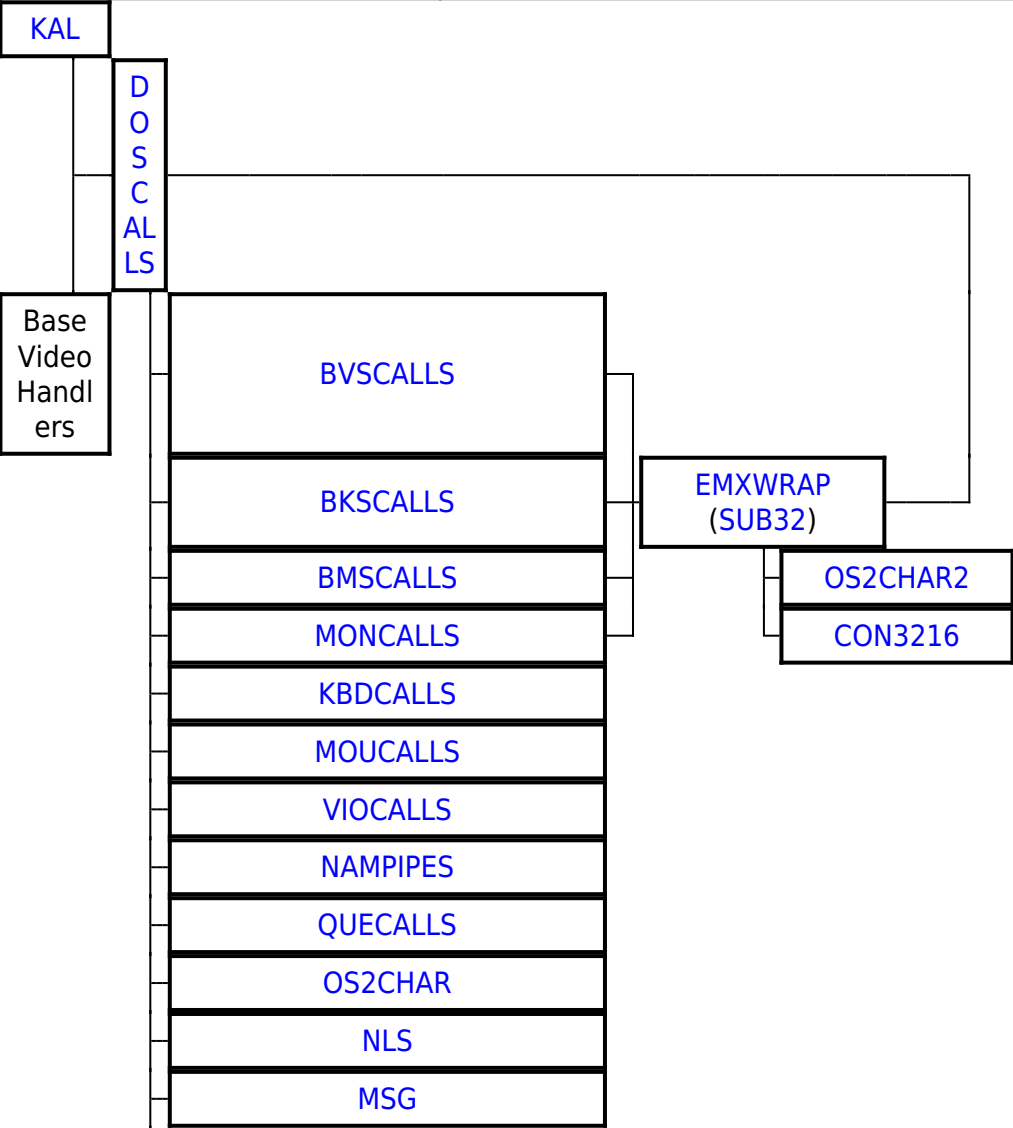 KAL
D
O
S
C
AL
LS
Base
Video
Handl
ers
BVSCALLS
BKSCALLS
EMXWRAP
(SUB32)
BMSCALLS
OS2CHAR2
MONCALLS
CON3216
KBDCALLS
MOUCALLS
VIOCALLS
NAMPIPES
QUECALLS
OS2CHAR
NLS
MSG